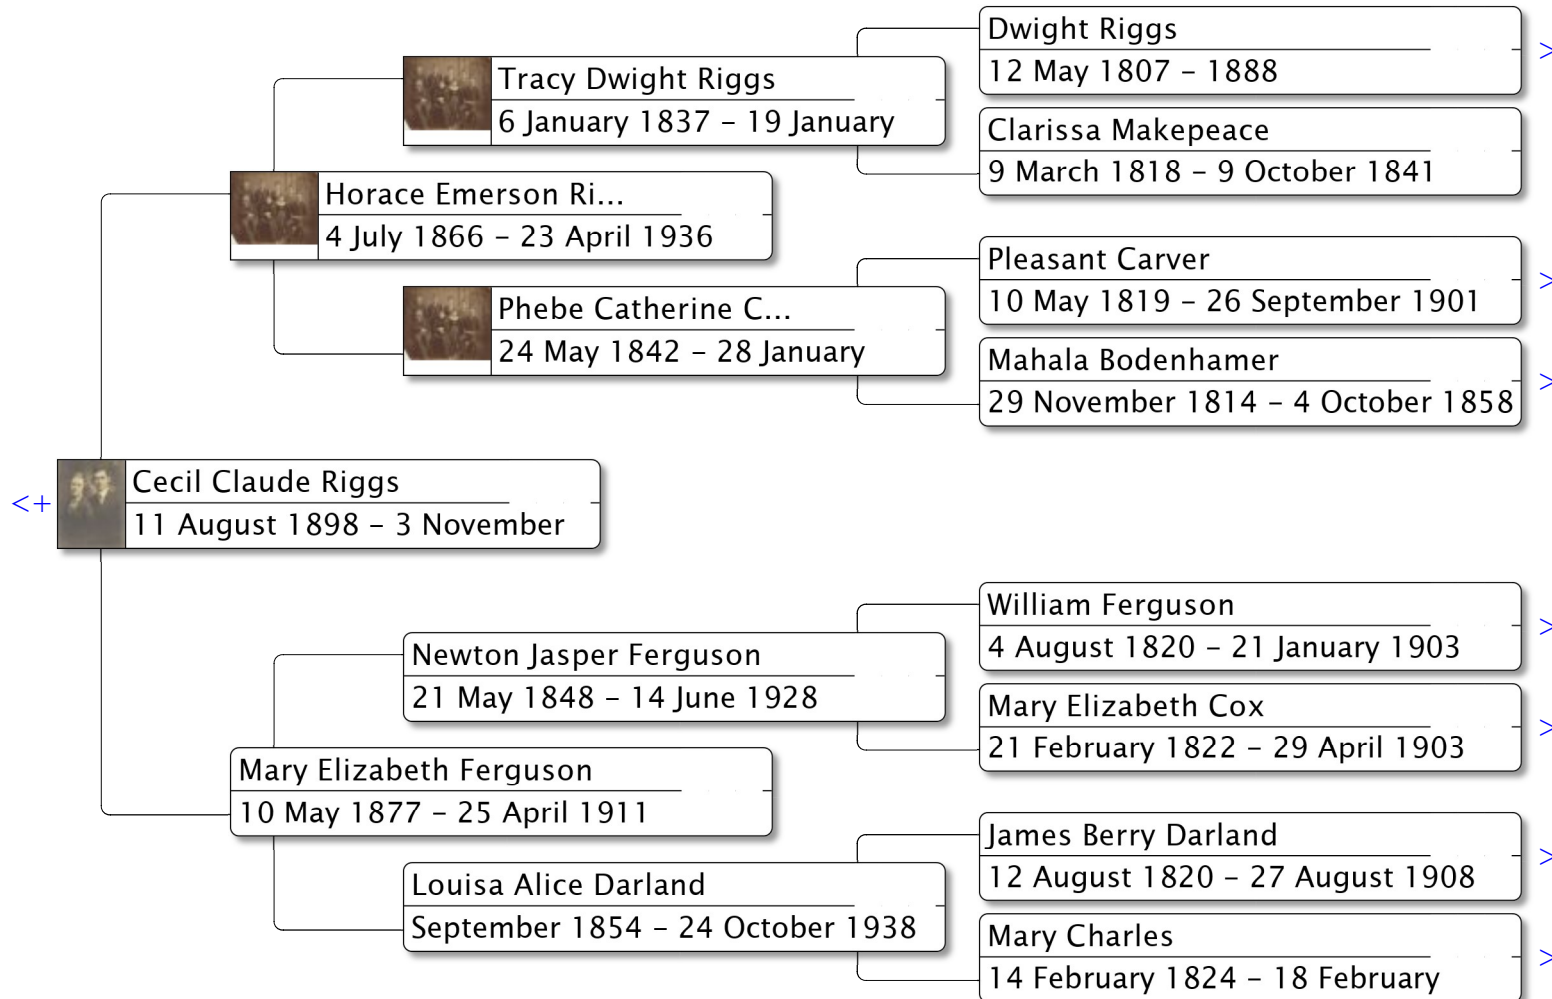 Dwight Riggs
12 May 1807 – 1888
>
Tracy Dwight Riggs
6 January 1837 – 19 January
Clarissa Makepeace
9 March 1818 – 9 October 1841
Horace Emerson Ri...
4 July 1866 – 23 April 1936
Pleasant Carver
10 May 1819 – 26 September 1901
>
Phebe Catherine C...
24 May 1842 – 28 January
Mahala Bodenhamer
29 November 1814 – 4 October 1858
>
<+
Cecil Claude Riggs
11 August 1898 – 3 November
William Ferguson
4 August 1820 – 21 January 1903
>
Newton Jasper Ferguson
21 May 1848 – 14 June 1928
Mary Elizabeth Cox
21 February 1822 – 29 April 1903
>
Mary Elizabeth Ferguson
10 May 1877 – 25 April 1911
James Berry Darland
12 August 1820 – 27 August 1908
>
Louisa Alice Darland
September 1854 – 24 October 1938
Mary Charles
14 February 1824 – 18 February
>